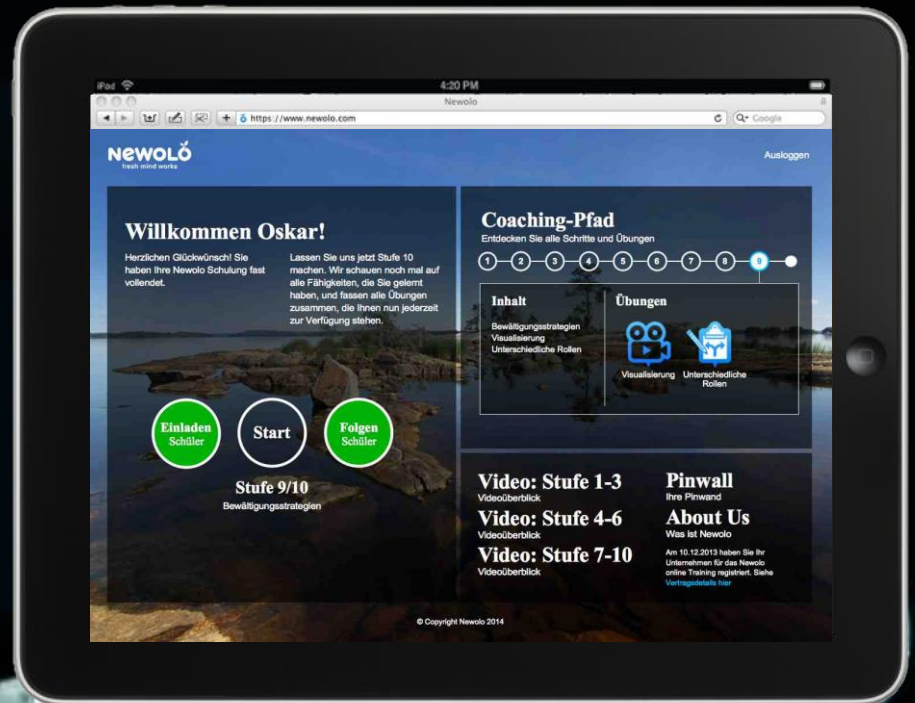 iPad
4:20 PM
Newolo
https://www.newolo.com
Google
NEWOLO
fresh mind works
Ausloggen
Willkommen Oskar!
Herzlichen Glückwünsch! Sie
haben Ihre Newolo Schulung fast
vollendet.
Lassen Sie uns jetzt Stufe 10
machen. Wir schauen noch mal auf
alle Fähigkeiten, die Sie gelernt
haben, und fassen alle Übungen
zusammen, die Ihnen nun jederzeit
zur Verfügung stehen.
Einladen
Schüler
Start
Folgen
Schüler
Stufe 9/10
Bewältigungsstrategien
Coaching-Pfad
Entdecken Sie alle Schritte und Übungen
1 2 3 4 5 6 7 8 9
Inhalt
Bewältigungsstrategien
Visualisierung
Unterschiedliche Rollen
Übungen
Visualisierung
Unterschiedliche
Rollen
Video: Stufe 1-3
Videoüberblick
Video: Stufe 4-6
Videoüberblick
Video: Stufe 7-10
Videoüberblick
Pinwall
Ihre Pinwand
About Us
Was ist Newolo
Am 10.12.2013 haben Sie Ihr
Unternehmen für das Newolo
online Training registriert. Siehe
Vertragsdetails hier
© Copyright Newolo 2014